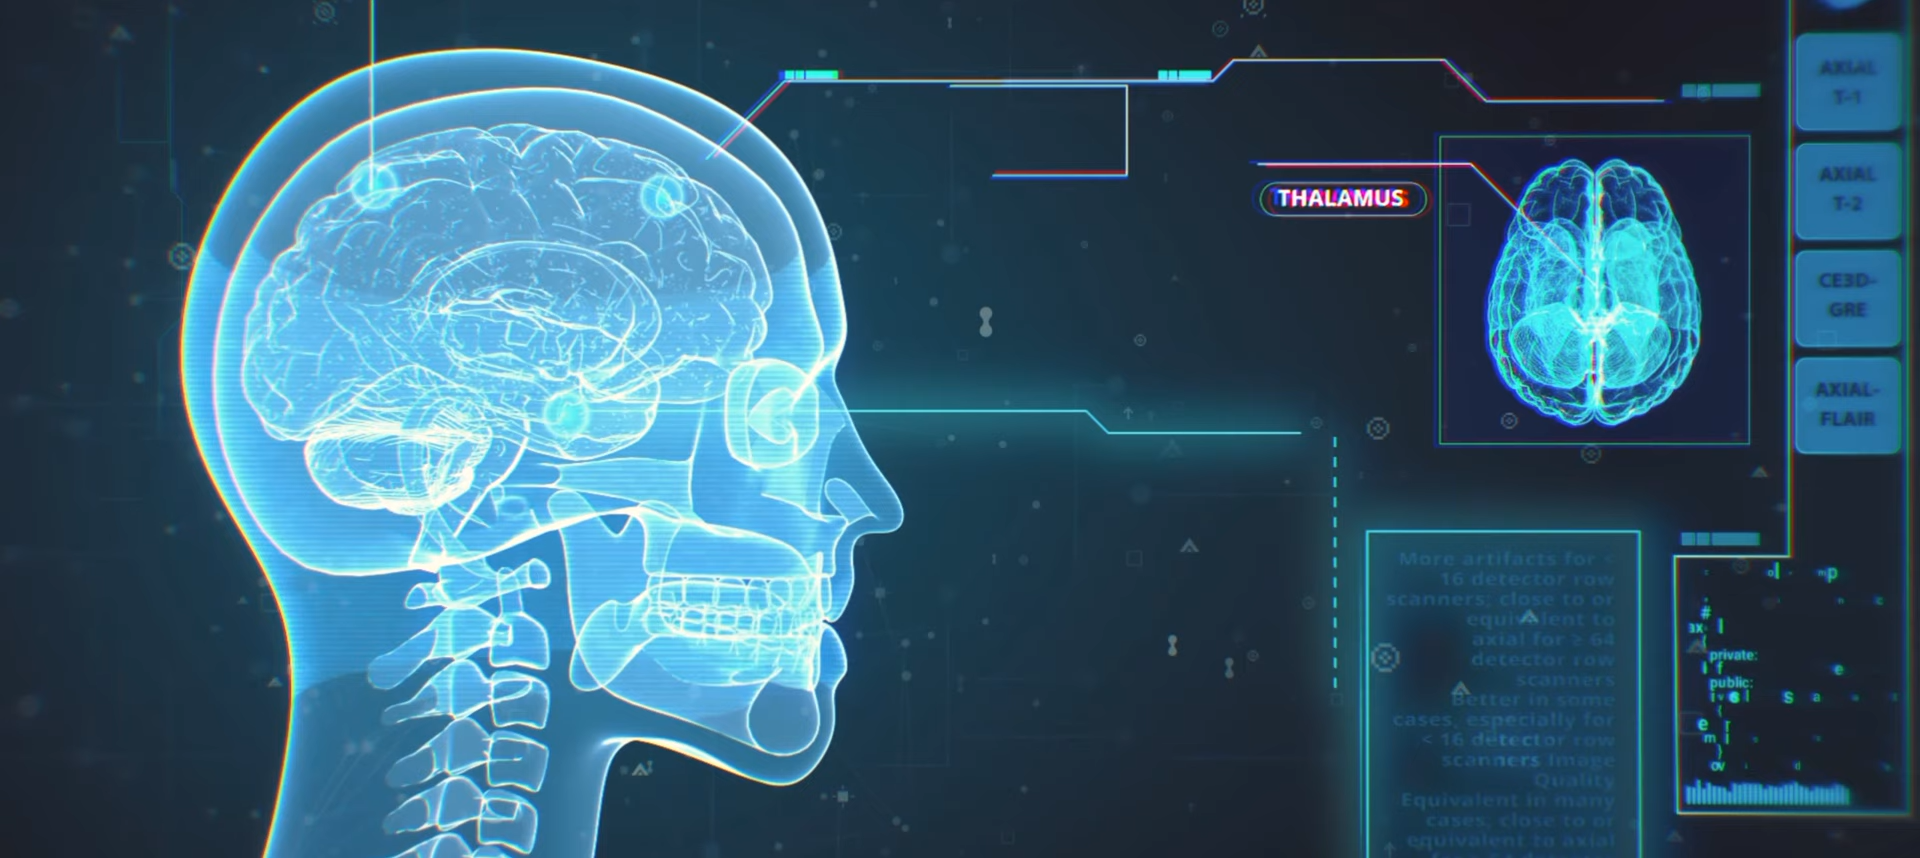 THALAMUS
AXIAL
T-1
AXIAL
T-2
CE3D-
GRE
AXIAL-
FLAIR
More artifacts for <
16 detector row
scanners; close to or
equivalent to
axial for ≥ 64
detector row
scanners
Better in some
cases, especially for
< 16 detector row
scanners Image
Quality
Equivalent in many
cases, close to or
equivalent to axial
private:
public: